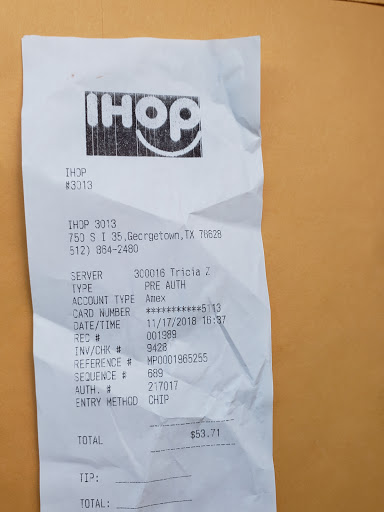 IHOP
IHOP
#3013
IHOP 3013
750 S I 35,Georgetown,TX 78628
512) 864-2480
SERVER 300016 Tricia Z
TYPE PRE AUTH
ACCOUNT TYPE Amex
CARD NUMBER ***********5113
DATE/TIME 11/17/2018 16:37
REC # 001989
INV/CHK # 9428
REFERENCE # MP0001965255
SEQUENCE # 689
AUTH. # 217017
ENTRY METHOD CHIP
TOTAL $53.71
TIP:
TOTAL: